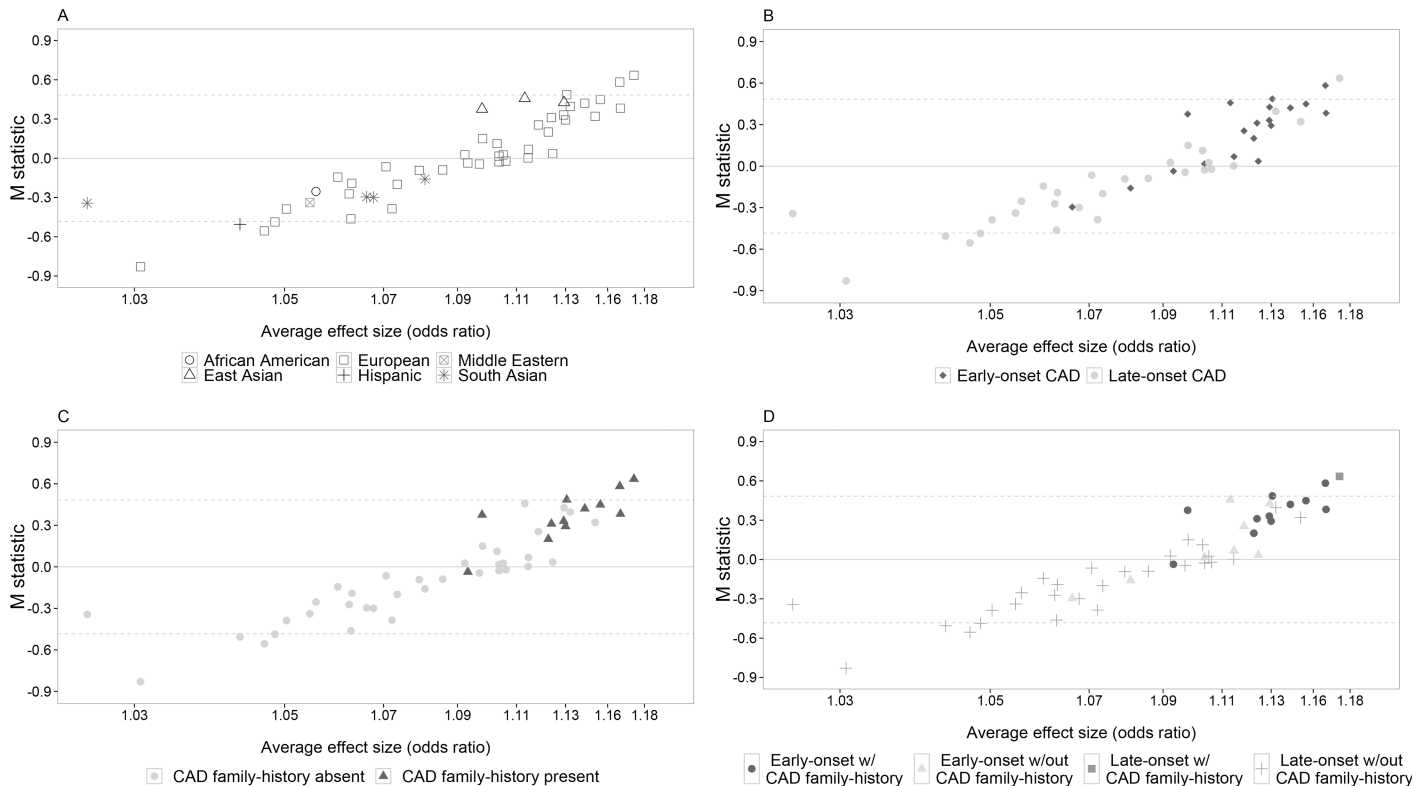 A
M statistic
0.9
0.6
0.3
0.0
-0.3
-0.6
-0.9
1.03 1.05 1.07 1.09 1.11 1.13 1.16 1.18
Average effect size (odds ratio)
African American European Middle Eastern
East Asian Hispanic South Asian
B
M statistic
0.9
0.6
0.3
0.0
-0.3
-0.6
-0.9
1.03 1.05 1.07 1.09 1.11 1.13 1.16 1.18
Average effect size (odds ratio)
Early-onset CAD Late-onset CAD
C
M statistic
0.9
0.6
0.3
0.0
-0.3
-0.6
-0.9
1.03 1.05 1.07 1.09 1.11 1.13 1.16 1.18
Average effect size (odds ratio)
CAD family-history absent CAD family-history present
D
M statistic
0.9
0.6
0.3
0.0
-0.3
-0.6
-0.9
1.03 1.05 1.07 1.09 1.11 1.13 1.16 1.18
Average effect size (odds ratio)
Early-onset w/ Early-onset w/out Late-onset w/ Late-onset w/out
CAD family-history CAD family-history CAD family-history CAD family-history